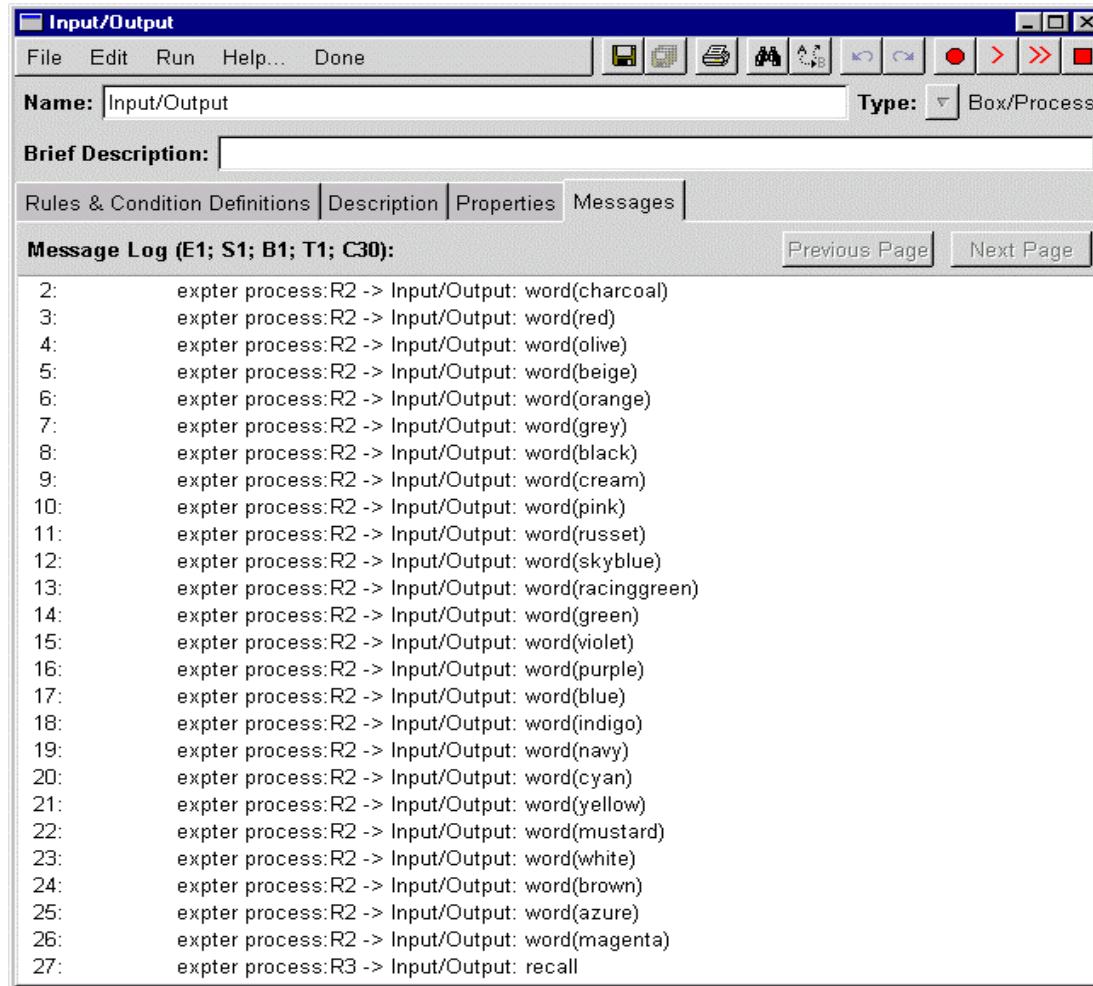 Input/Output
File Edit Run Help... Done
Name: Input/Output Type: Box/Process
Brief Description:
Rules & Condition Definitions Description Properties Messages
Message Log (E1; S1; B1; T1; C30): Previous Page Next Page
2: expter process:R2 -> Input/Output: word(charcoal)
3: expter process:R2 -> Input/Output: word(red)
4: expter process:R2 -> Input/Output: word(olive)
5: expter process:R2 -> Input/Output: word(beige)
6: expter process:R2 -> Input/Output: word(orange)
7: expter process:R2 -> Input/Output: word(grey)
8: expter process:R2 -> Input/Output: word(black)
9: expter process:R2 -> Input/Output: word(cream)
10: expter process:R2 -> Input/Output: word(pink)
11: expter process:R2 -> Input/Output: word(russet)
12: expter process:R2 -> Input/Output: word(skyblue)
13: expter process:R2 -> Input/Output: word(racinggreen)
14: expter process:R2 -> Input/Output: word(green)
15: expter process:R2 -> Input/Output: word(violet)
16: expter process:R2 -> Input/Output: word(purple)
17: expter process:R2 -> Input/Output: word(blue)
18: expter process:R2 -> Input/Output: word(indigo)
19: expter process:R2 -> Input/Output: word(navy)
20: expter process:R2 -> Input/Output: word(cyan)
21: expter process:R2 -> Input/Output: word(yellow)
22: expter process:R2 -> Input/Output: word(mustard)
23: expter process:R2 -> Input/Output: word(white)
24: expter process:R2 -> Input/Output: word(brown)
25: expter process:R2 -> Input/Output: word(azure)
26: expter process:R2 -> Input/Output: word(magenta)
27: expter process:R3 -> Input/Output: recall